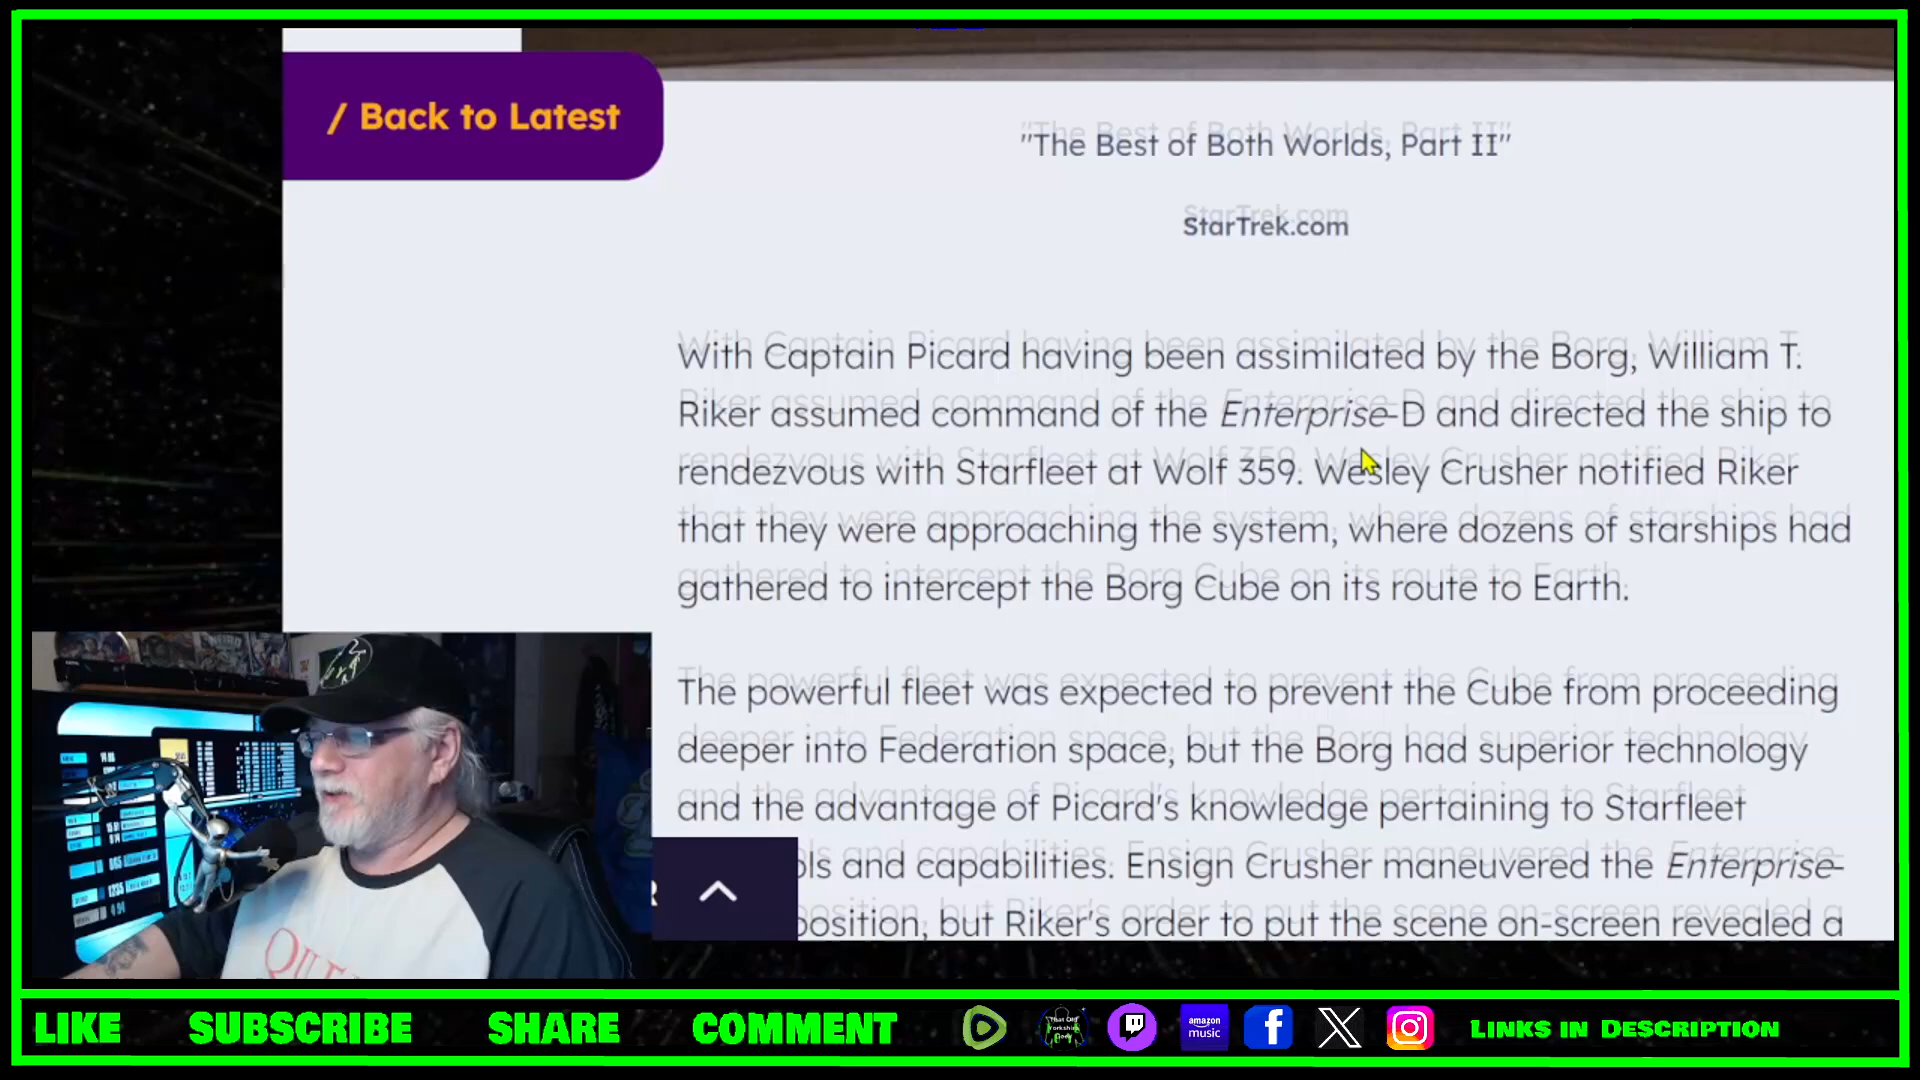 / Back to Latest
"The Best of Both Worlds, Part II"
StarTrek.com
With Captain Picard having been assimilated by the Borg, William T.
Riker assumed command of the Enterprise-D and directed the ship to
rendezvous with Starfleet at Wolf 359. Wesley Crusher notified Riker
that they were approaching the system, where dozens of starships had
gathered to intercept the Borg Cube on its route to Earth.
The powerful fleet was expected to prevent the Cube from proceeding
deeper into Federation space, but the Borg had superior technology
and the advantage of Picard's knowledge pertaining to Starfleet
ols and capabilities. Ensign Crusher maneuvered the Enterprise-
position, but Riker's order to put the scene on-screen revealed a
LIKE SUBSCRIBE SHARE COMMENT
That Old Yorkshire
amazon music
Links in Description